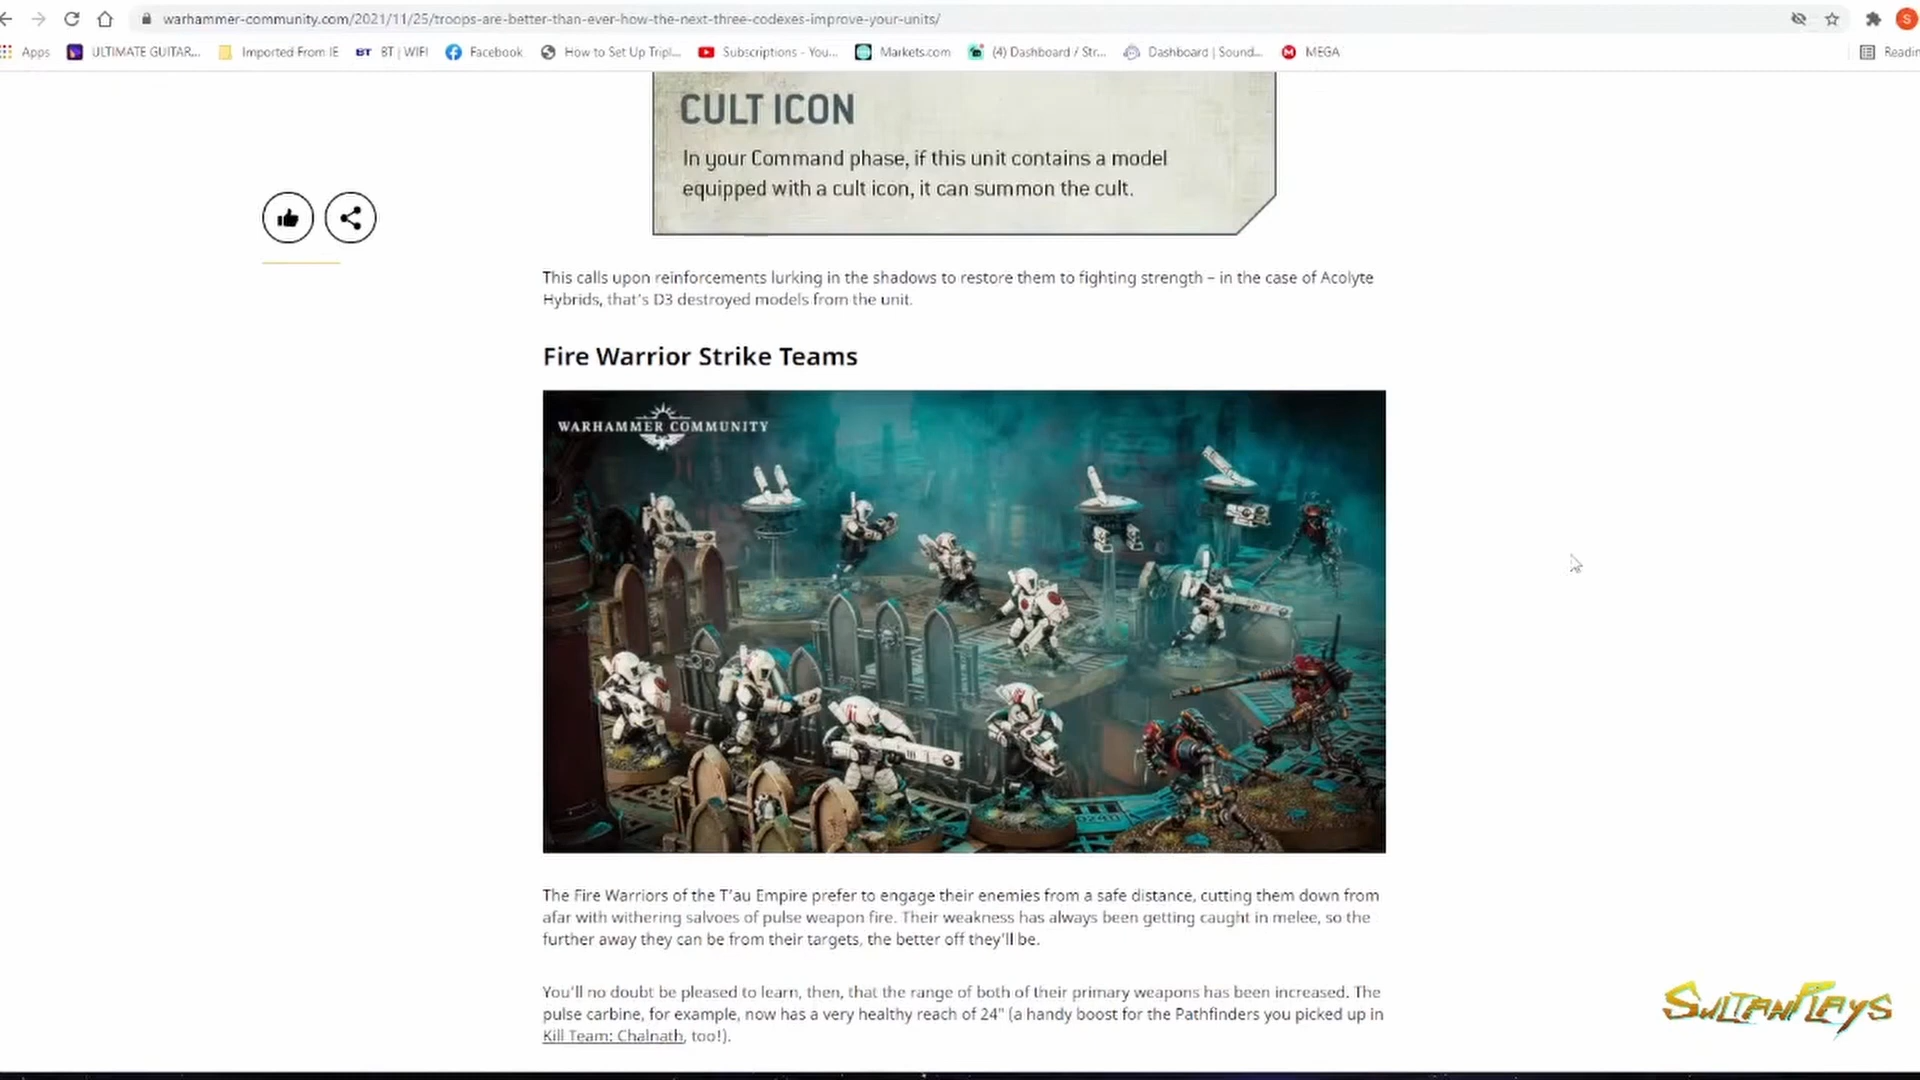 warhammer-community.com/2021/11/25/troops-are-better-than-ever-how-the-next-three-codexes-improve-your-units/
Apps ULTIMATE GUITAR... Imported From IE BT | WIFI Facebook How to Set Up Tripl... Subscriptions - You... Markets.com (4) Dashboard / Str... Dashboard | Sound... MEGA Readin
CULT ICON
In your Command phase, if this unit contains a model
equipped with a cult icon, it can summon the cult.
This calls upon reinforcements lurking in the shadows to restore them to fighting strength – in the case of Acolyte
Hybrids, that's D3 destroyed models from the unit.
Fire Warrior Strike Teams
WARHAMMER COMMUNITY
The Fire Warriors of the T'au Empire prefer to engage their enemies from a safe distance, cutting them down from
afar with withering salvoes of pulse weapon fire. Their weakness has always been getting caught in melee, so the
further away they can be from their targets, the better off they'll be.
You'll no doubt be pleased to learn, then, that the range of both of their primary weapons has been increased. The
pulse carbine, for example, now has a very healthy reach of 24" (a handy boost for the Pathfinders you picked up in
Kill Team: Chalnath, too!).
SULTANPLAYS